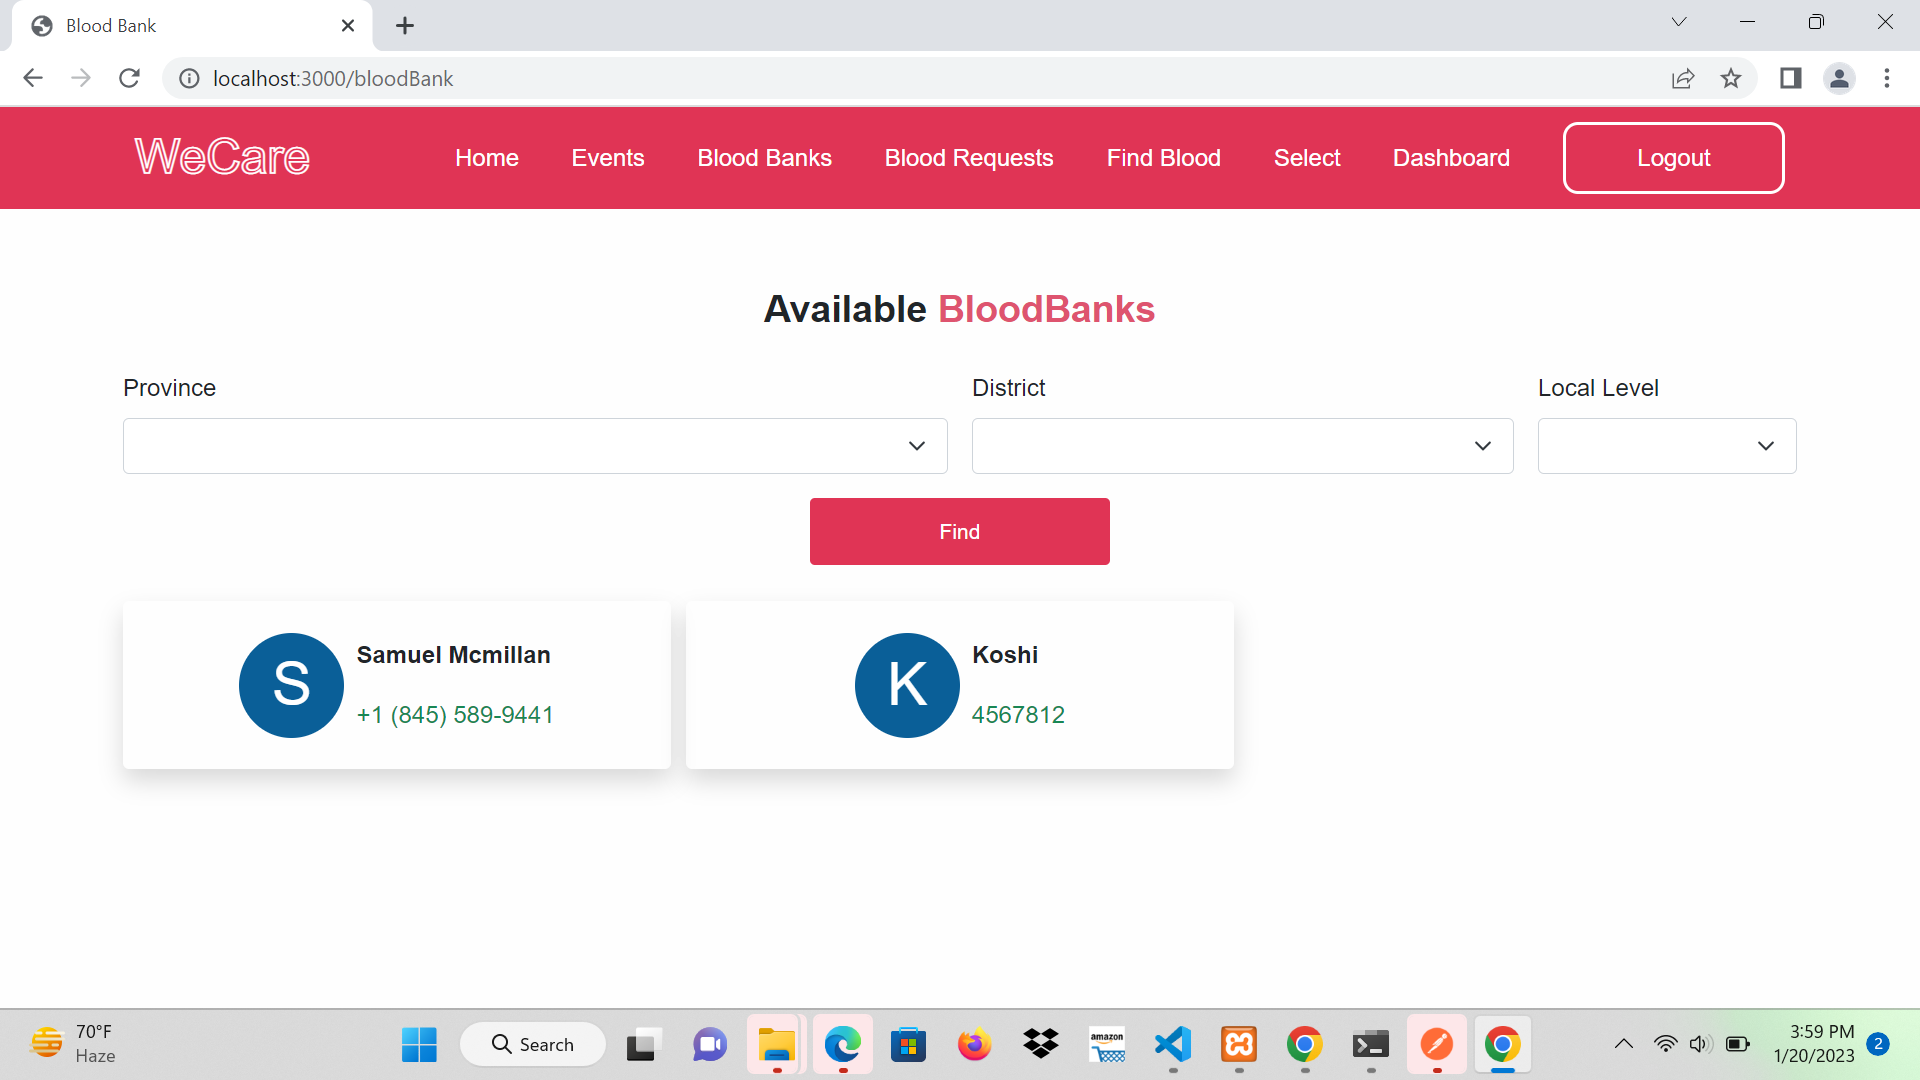 Blood Bank
localhost:3000/bloodBank
WeCare
Home
Events
Blood Banks
Blood Requests
Find Blood
Select
Dashboard
Logout
Available BloodBanks
Province
District
Local Level
Find
S
Samuel Mcmillan
+1 (845) 589-9441
K
Koshi
4567812
70°F
Haze
Search
amazon
3:59 PM
1/20/2023
2